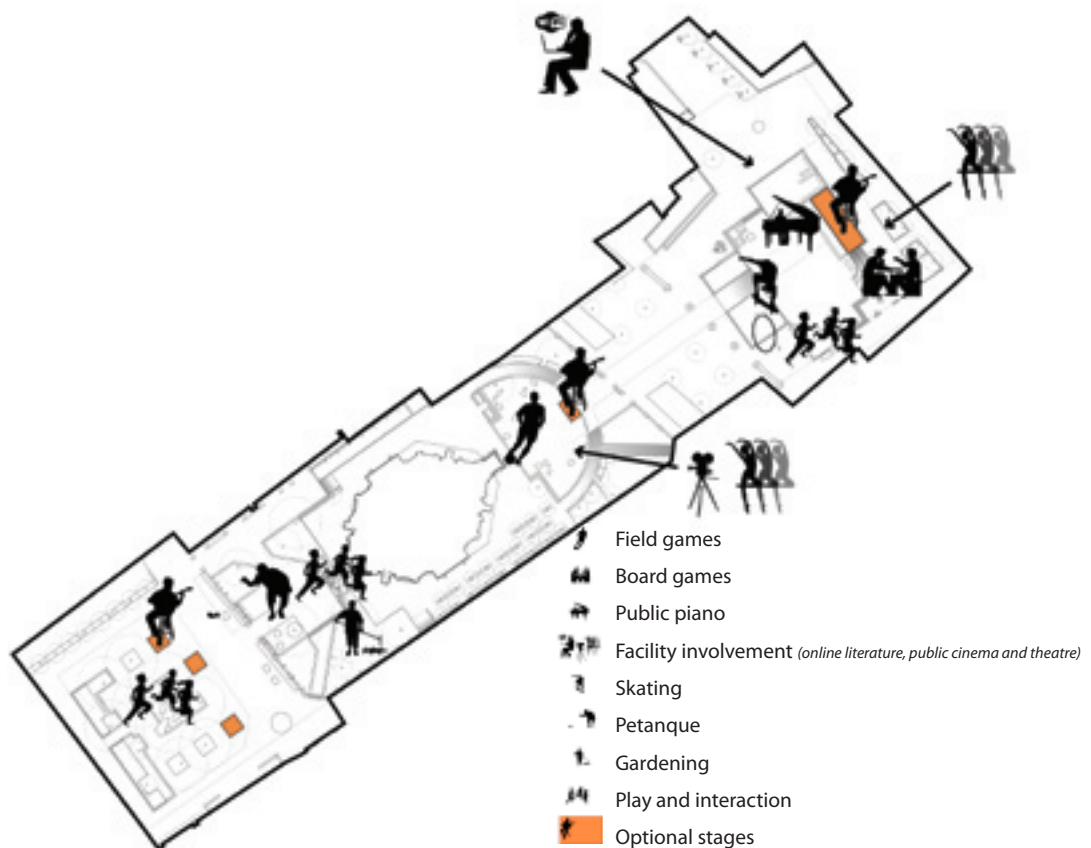 Field games
Board games
Public piano
Facility involvement (online literature, public cinema and theatre)
Skating
Petanque
Gardening
Play and interaction
Optional stages